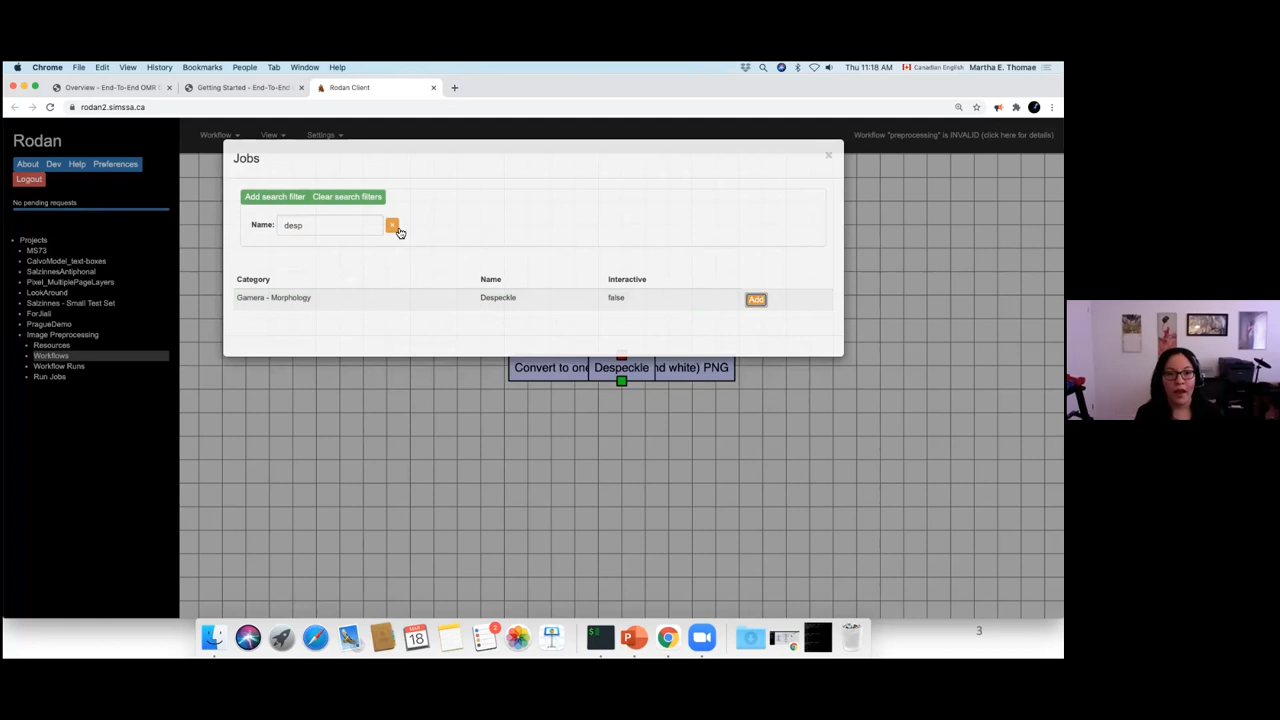 Chrome File Edit View History Bookmarks People Tab Window Help
Thu 11:18 AM Canadian English Martha E. Thomae
Overview - End-To-End OMR
Getting Started - End-To-End
Rodan Client
rodan2.simssa.ca
Rodan
About Dev Help Preferences
Logout
No pending requests
Projects
MS73
CalvoModel_text-boxes
SalzinnesAntiphonal
Pixel_MultiplePageLayers
LookAround
Salzinnes - Small Test Set
ForJiali
PragueDemo
Image Preprocessing
Resources
Workflows
Workflow Runs
Run Jobs
Workflow View Settings
Workflow "preprocessing" is INVALID (click here for details)
Jobs ×
Add search filter Clear search filters
Name: desp ×
Category Name Interactive
Gamera - Morphology Despeckle false Add
Convert to one Despeckle nd white) PNG
18
2
3